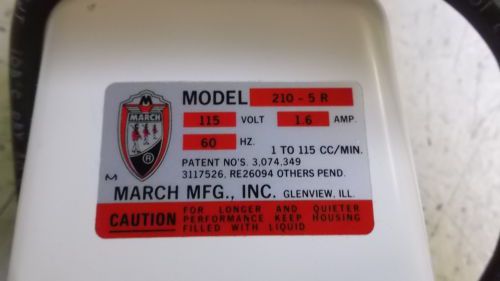 M
MARCH
®
M
MODEL 210-5R
115 VOLT 1.6 AMP.
60 HZ. 1 TO 115 CC/MIN.
PATENT NO'S. 3,074,349
3117526. RE26094 OTHERS PEND.
MARCH MFG., INC. GLENVIEW, ILL.
CAUTION FOR LONGER AND QUIETER
PERFORMANCE KEEP HOUSING
FILLED WITH LIQUID